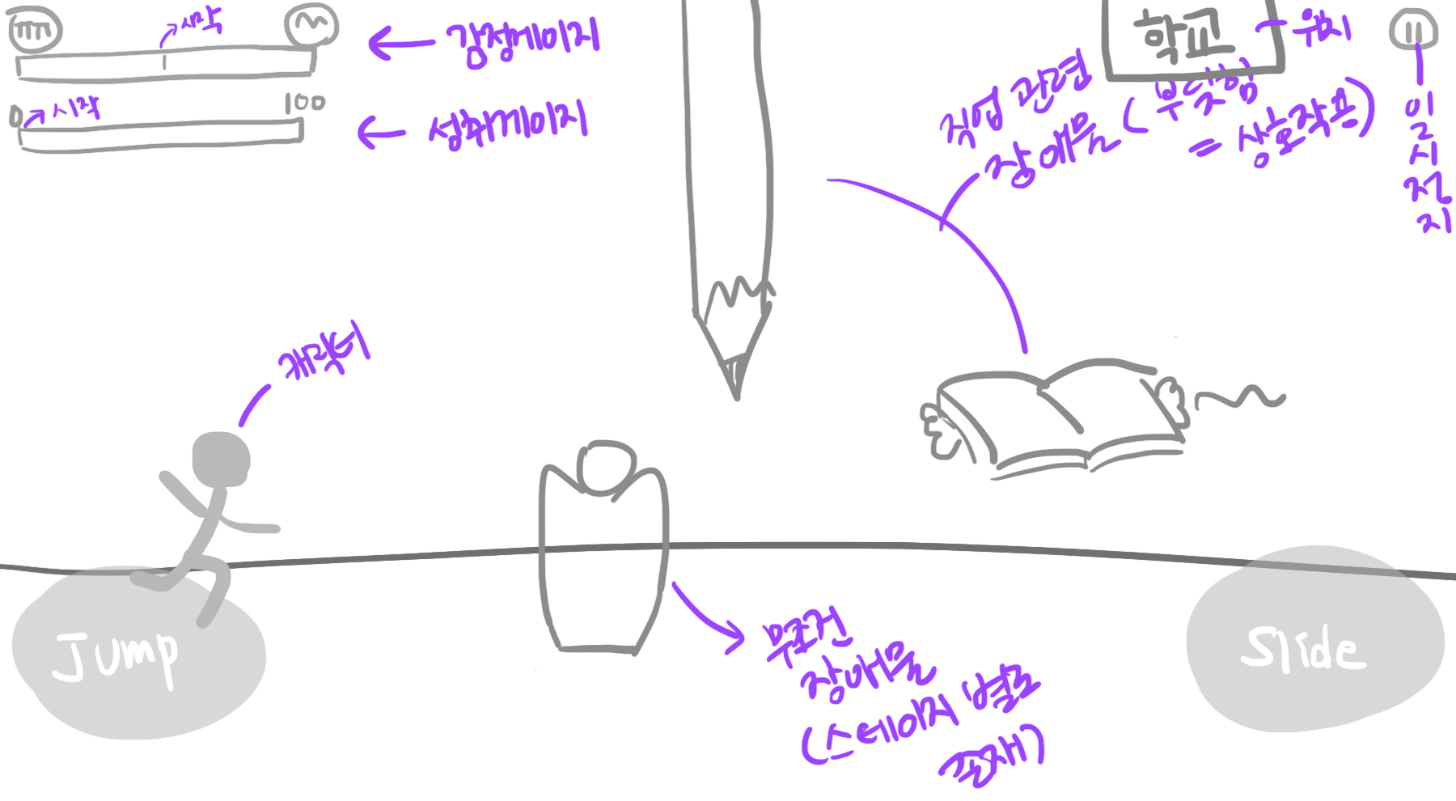 ㅠㅠ
시작
감정게이지
0
시작
100
성취게이지
학교
위치
일시정지
직업 관련
장애물 (부딪힘
= 상호작용)
캐릭터
Jump
Slide
무조건
장애물
(스테이지 별로
존재)